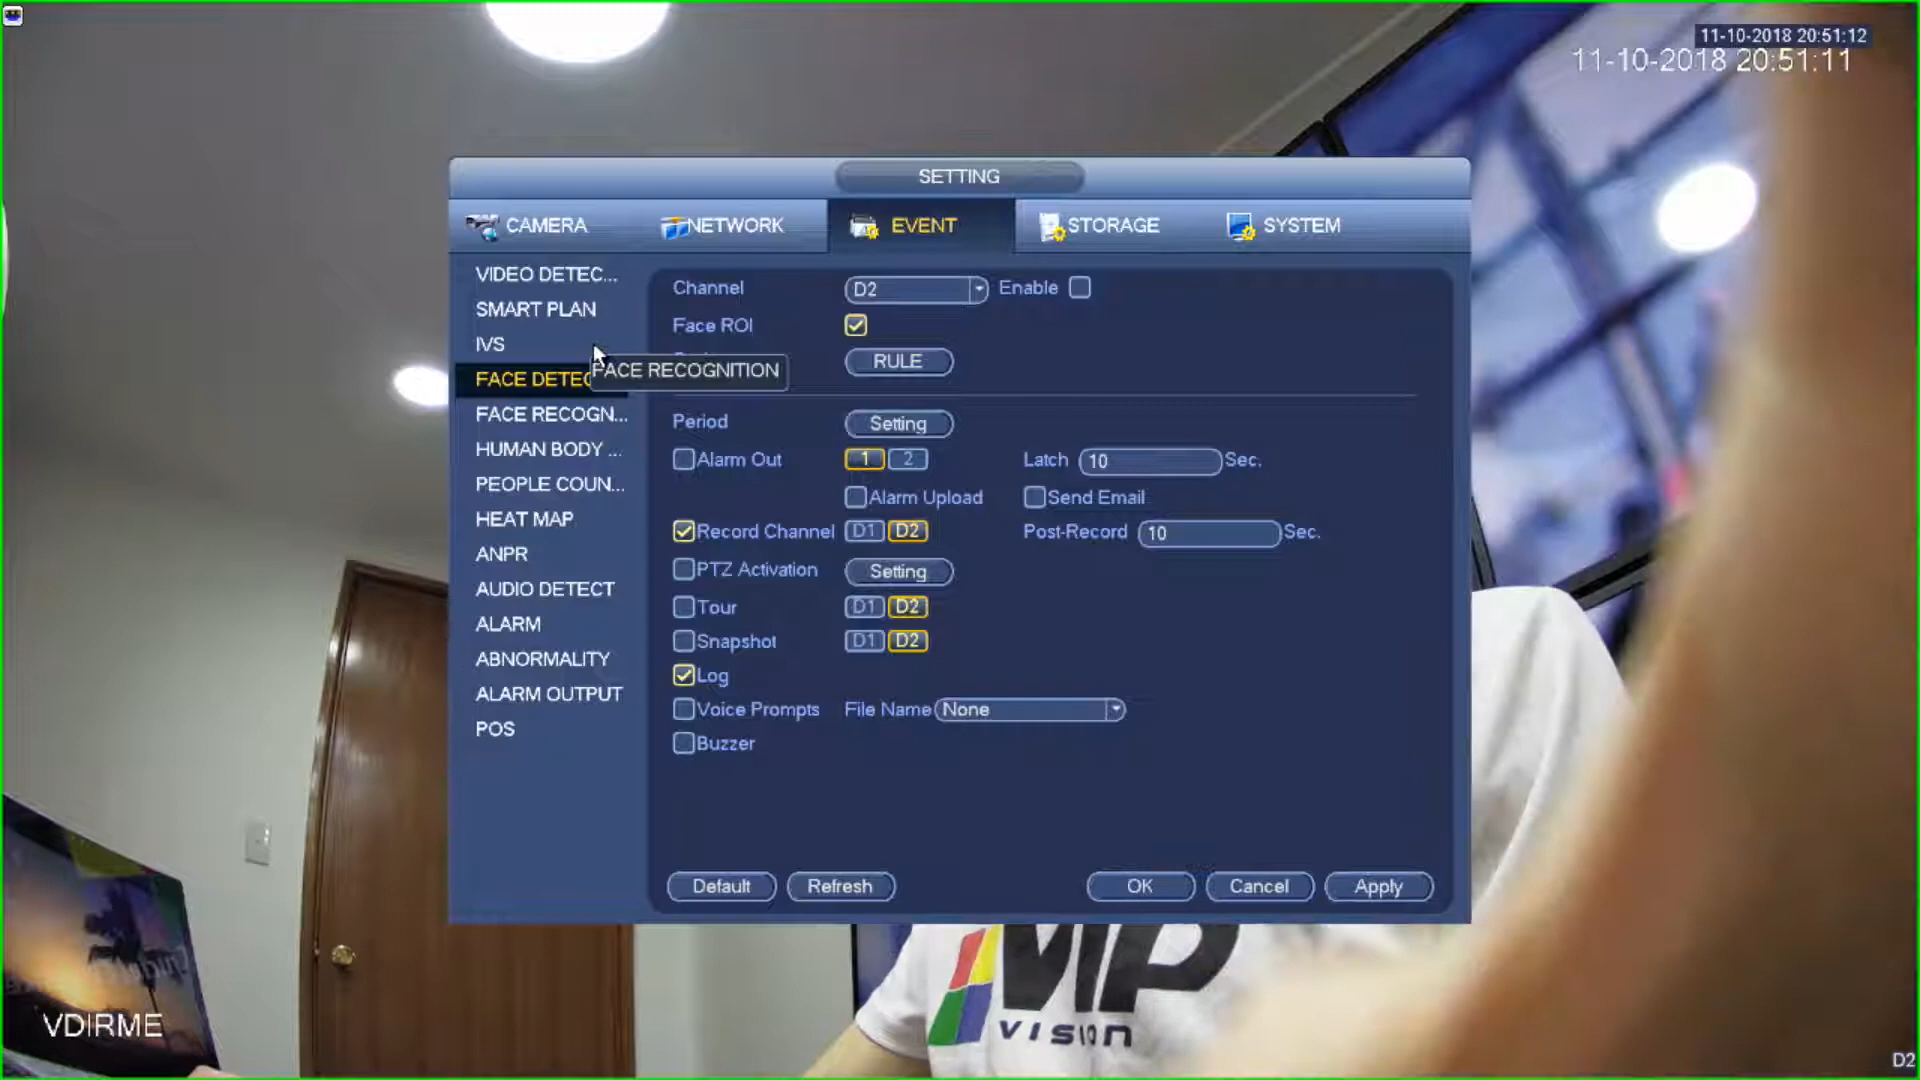 11-10-2018 20:51:12
11-10-2018 20:51:11
SETTING
CAMERA NETWORK EVENT STORAGE SYSTEM
VIDEO DETEC...
SMART PLAN
IVS
FACE DETEC
FACE RECOGNITION
FACE RECOGN...
HUMAN BODY ...
PEOPLE COUN...
HEAT MAP
ANPR
AUDIO DETECT
ALARM
ABNORMALITY
ALARM OUTPUT
POS
Channel D2 Enable
Face ROI
RULE
Period Setting
Alarm Out 1 2 Latch 10 Sec.
Alarm Upload Send Email
Record Channel D1 D2 Post-Record 10 Sec.
PTZ Activation Setting
Tour D1 D2
Snapshot D1 D2
Log
Voice Prompts File Name None
Buzzer
Default Refresh OK Cancel Apply
VIP
VISION
VDIRME
D2